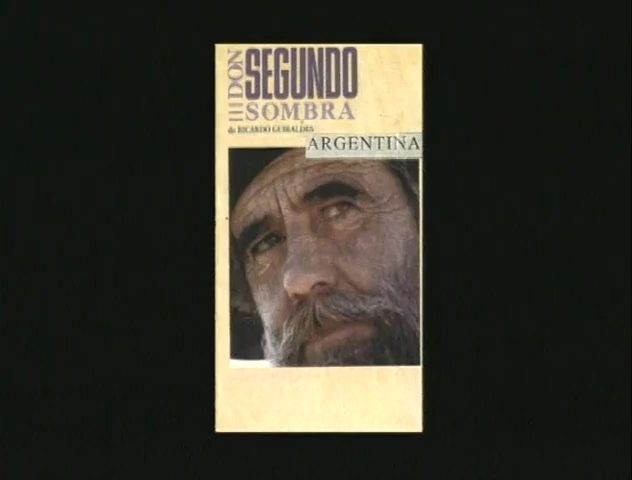 DON
SEGUNDO
SOMBRA
de RICARDO GUIRALDES
ARGENTINA